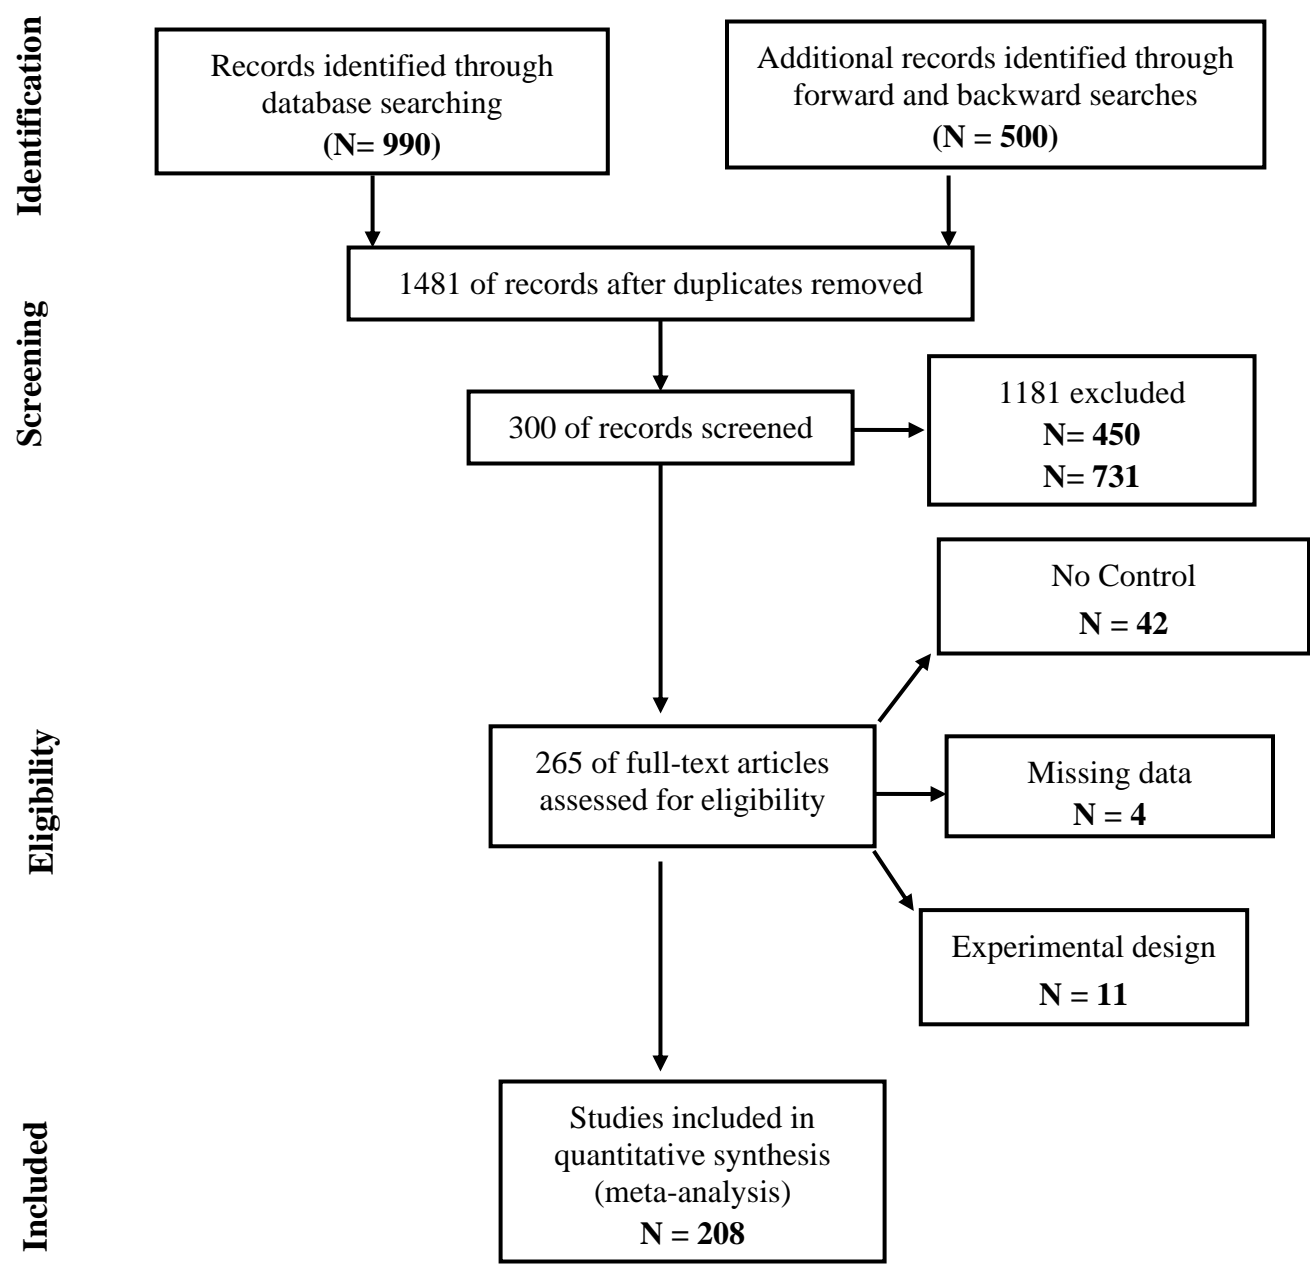 Identification
Records identified through
database searching
(N= 990)
Additional records identified through
forward and backward searches
(N = 500)
1481 of records after duplicates removed
Screening
300 of records screened
1181 excluded
N= 450
N= 731
No Control
N = 42
Eligibility
265 of full-text articles
assessed for eligibility
Missing data
N = 4
Experimental design
N = 11
Included
Studies included in
quantitative synthesis
(meta-analysis)
N = 208